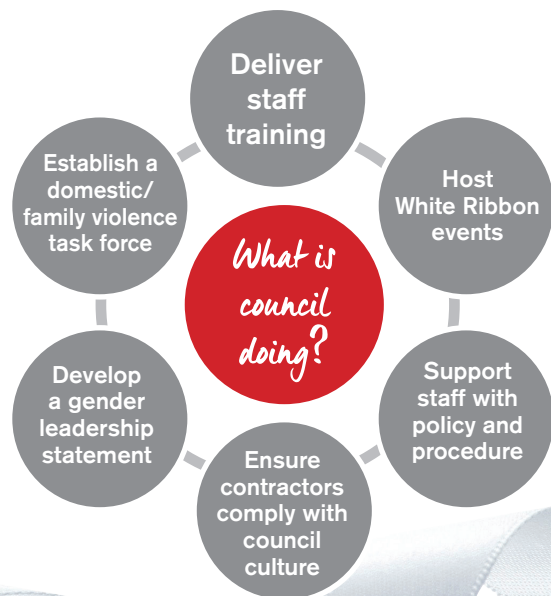 What is
council
doing?
Deliver
staff
training
Host
White Ribbon
events
Support
staff with
policy and
procedure
Ensure
contractors
comply with
council
culture
Develop
a gender
leadership
statement
Establish a
domestic/
family violence
task force